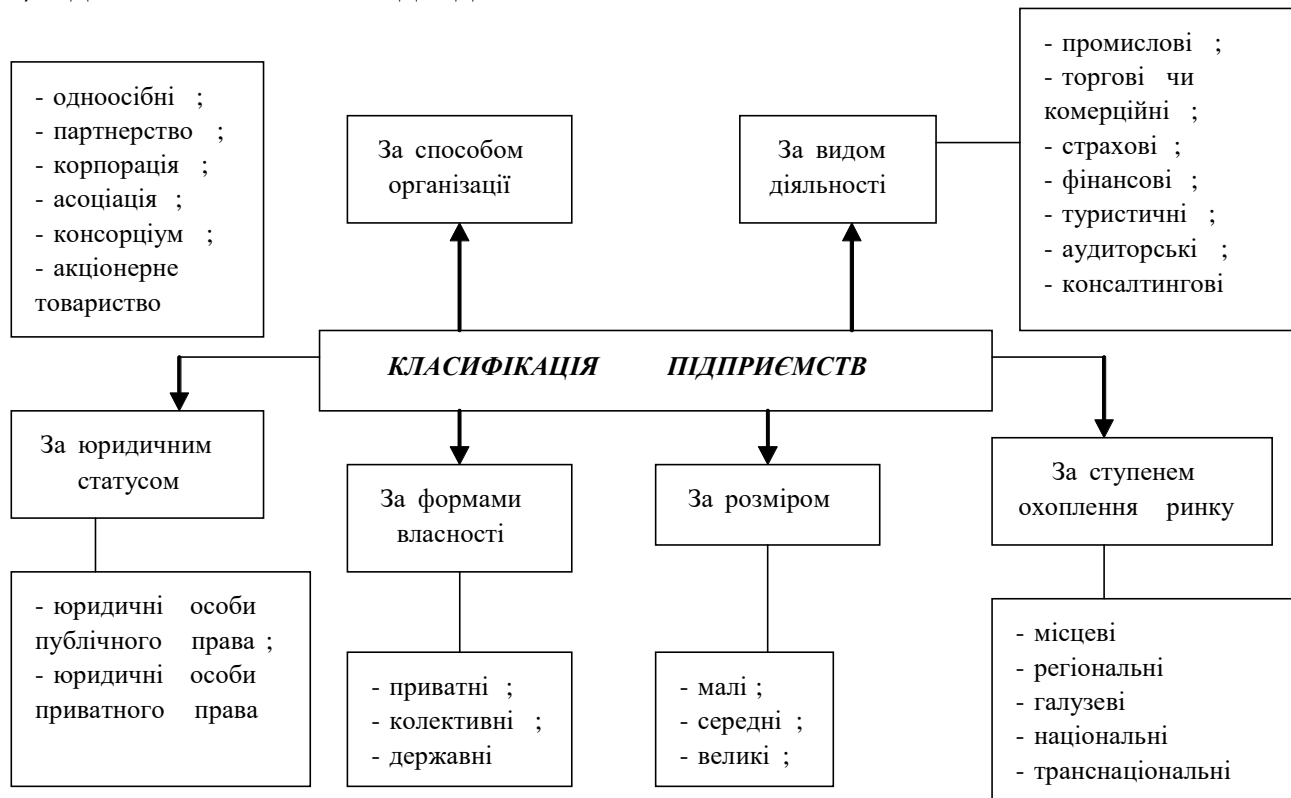 - одноосібні ;
- партнерство ;
- корпорація ;
- асоціація ;
- консорціум ;
- акціонерне
товариство
За способом
організації
За видом
діяльності
- промислові ;
- торгові чи
комерційні ;
- страхові ;
- фінансові ;
- туристичні ;
- аудиторські ;
- консалтингові
КЛАСИФІКАЦІЯ ПІДПРИЄМСТВ
За юридичним
статусом
За формами
власності
За розміром
За ступенем
охоплення ринку
- юридичні особи
публічного права ;
- юридичні особи
приватного права
- приватні ;
- колективні ;
- державні
- малі ;
- середні ;
- великі ;
- місцеві
- регіональні
- галузеві
- національні
- транснаціональні